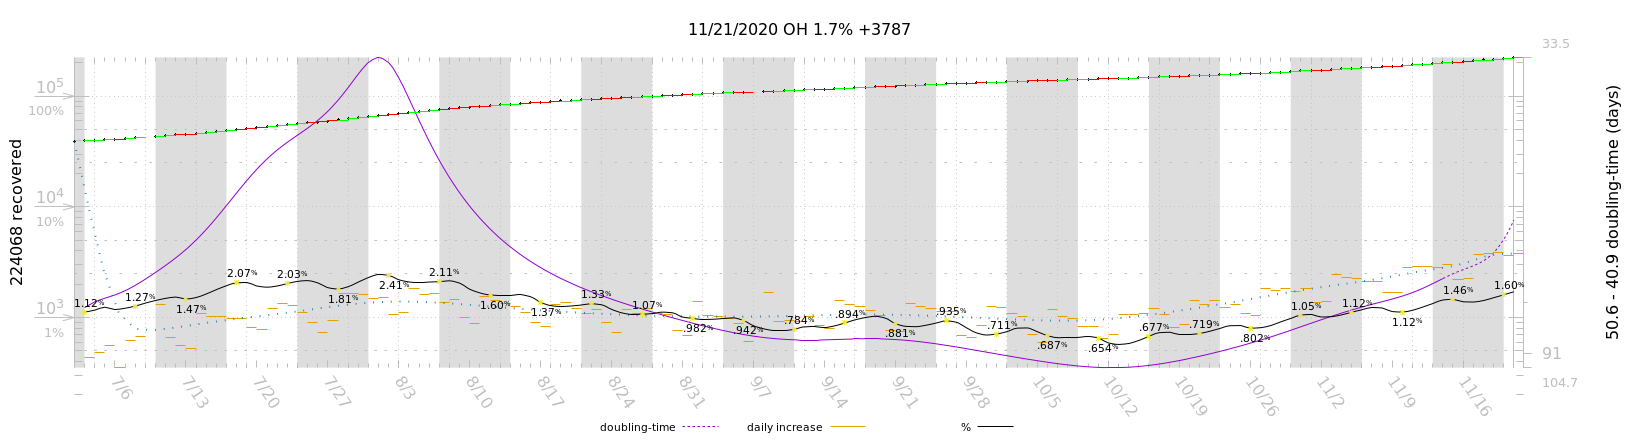 11/21/2020 OH 1.7% +3787
33.5
10^5
100%
10^4
10%
10^3
1%
224068 recovered
50.6 - 40.9 doubling-time (days)
1.12% 1.27% 1.47% 2.07% 2.03% 1.81% 2.41% 2.11% 1.60% 1.37% 1.33% 1.07% .982% .942% .784% .894% .881% .935% .711% .687% .654% .677% .719% .802% 1.05% 1.12% 1.12% 1.46% 1.60%
91
104.7
7/6 7/13 7/20 7/27 8/3 8/10 8/17 8/24 8/31 9/7 9/14 9/21 9/28 10/5 10/12 10/19 10/26 11/2 11/9 11/16
doubling-time daily increase %